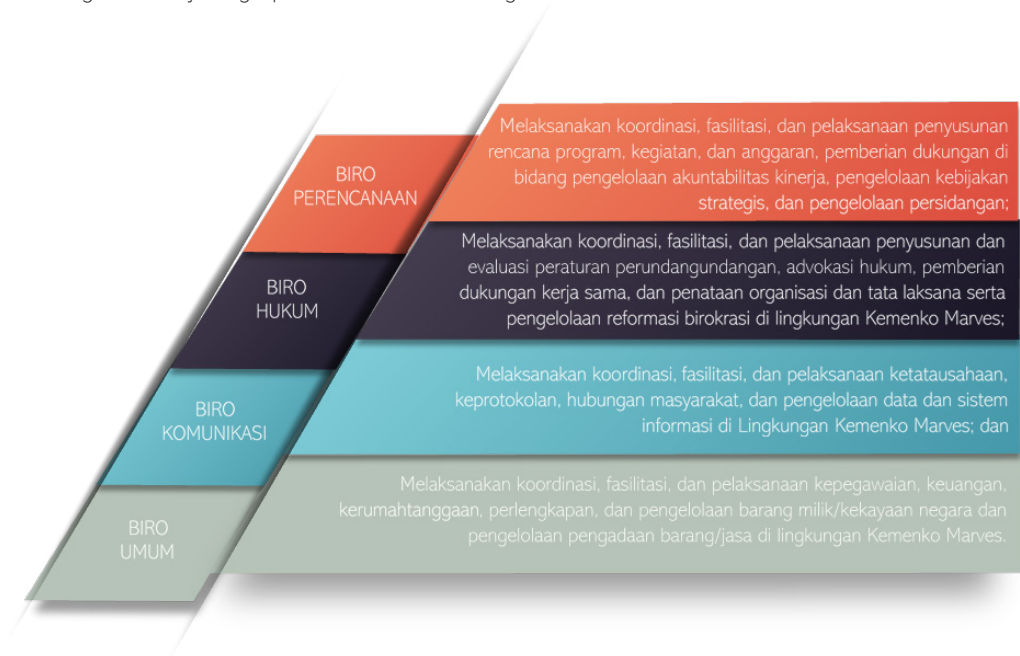 BIRO
PERENCANAAN
Melaksanakan koordinasi, fasilitasi, dan pelaksanaan penyusunan
rencana program, kegiatan, dan anggaran, pemberian dukungan di
bidang pengelolaan akuntabilitas kinerja, pengelolaan kebijakan
strategis, dan pengelolaan persidangan;
BIRO
HUKUM
Melaksanakan koordinasi, fasilitasi, dan pelaksanaan penyusunan dan
evaluasi peraturan perundangundangan, advokasi hukum, pemberian
dukungan kerja sama, dan penataan organisasi dan tata laksana serta
pengelolaan reformasi birokrasi di lingkungan Kemenko Marves;
BIRO
KOMUNIKASI
Melaksanakan koordinasi, fasilitasi, dan pelaksanaan ketatausahaan,
keprotokolan, hubungan masyarakat, dan pengelolaan data dan sistem
informasi di Lingkungan Kemenko Marves; dan
BIRO
UMUM
Melaksanakan koordinasi, fasilitasi, dan pelaksanaan kepegawaian, keuangan,
kerumahtanggaan, perlengkapan, dan pengelolaan barang milik/kekayaan negara dan
pengelolaan pengadaan barang/jasa di lingkungan Kemenko Marves.